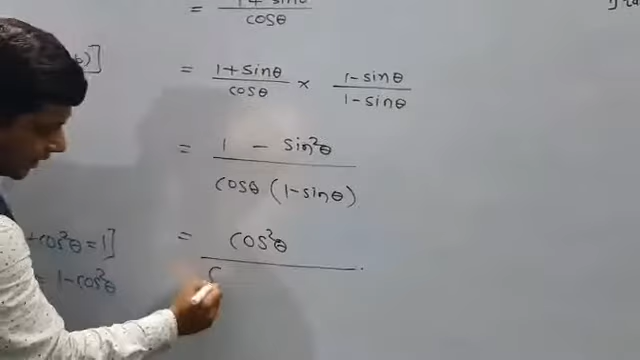 = 1+sinθ / cosθ
b)]
= 1+sinθ / cosθ × 1-sinθ / 1-sinθ
= 1 - sin²θ / cosθ (1-sinθ)
+cos²θ=1]
= cos²θ / c
= 1-cos²θ